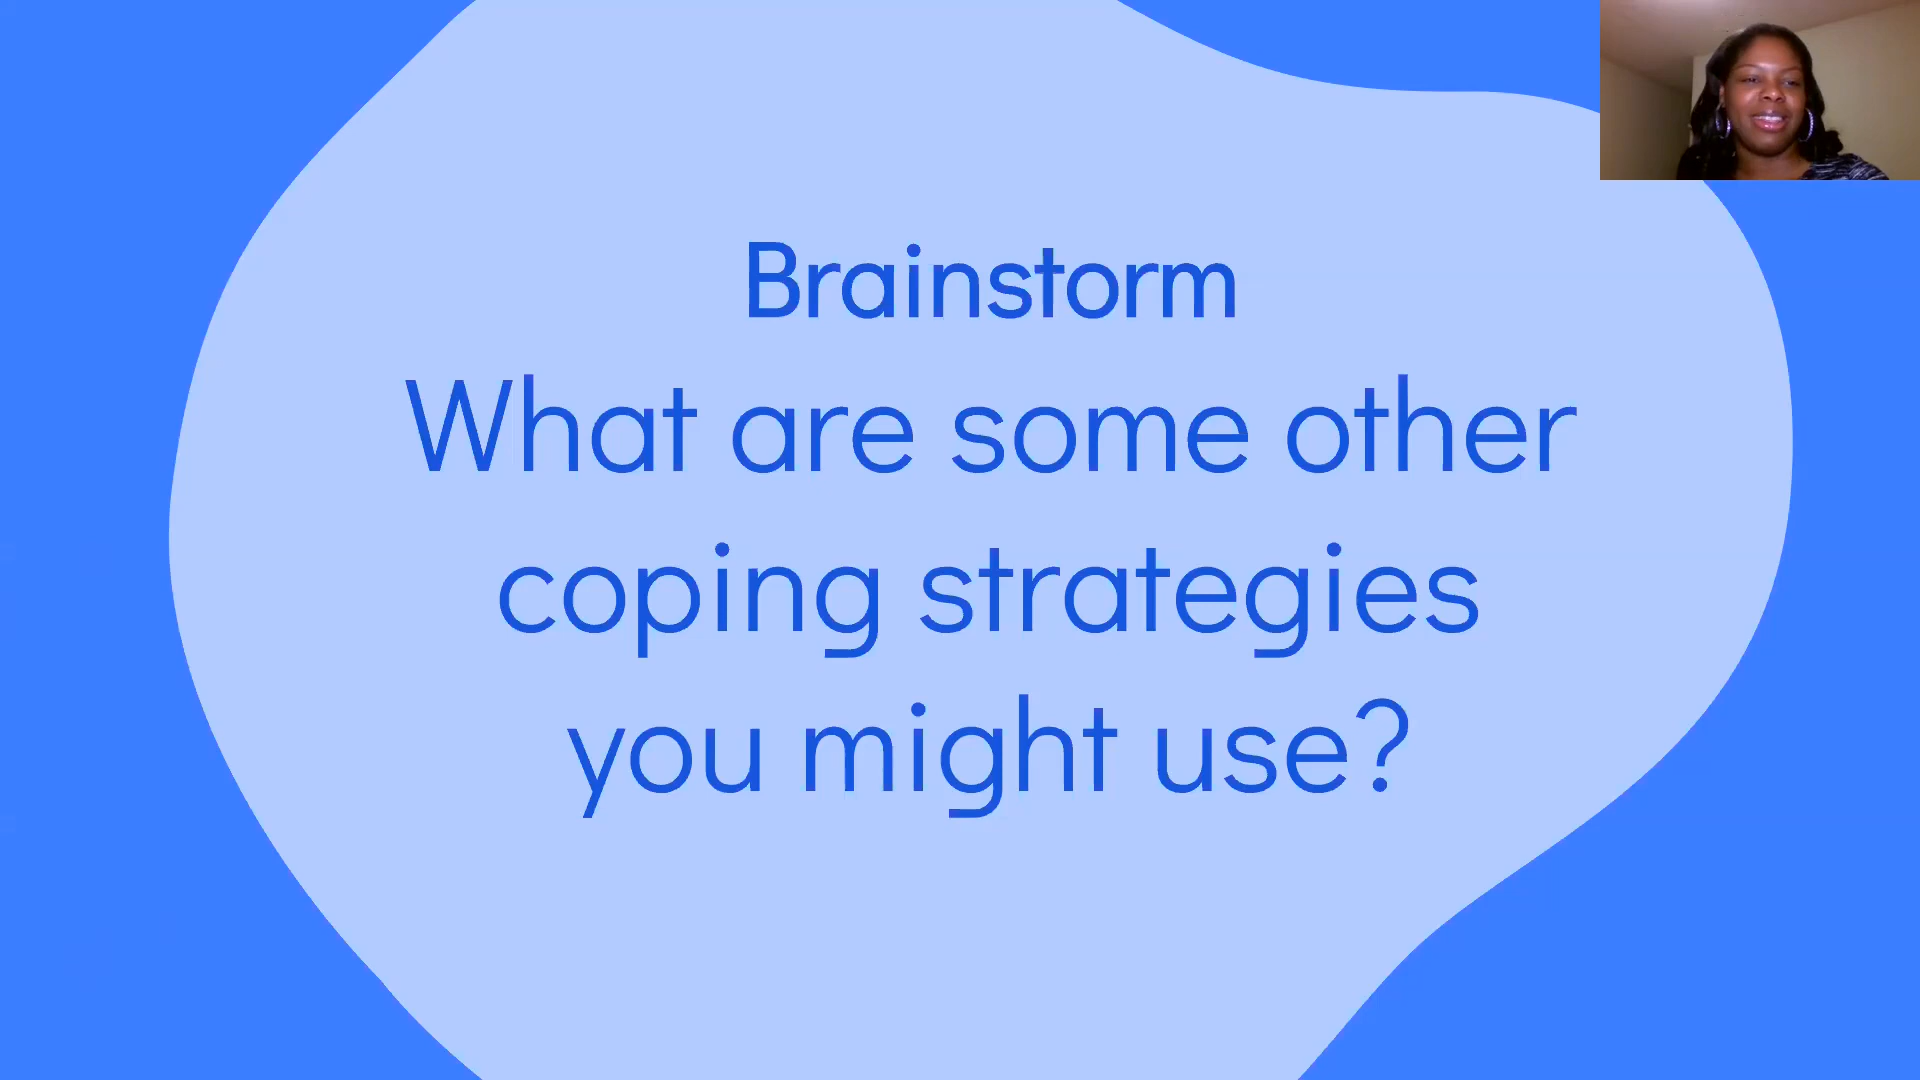 Brainstorm
What are some other
coping strategies
you might use?